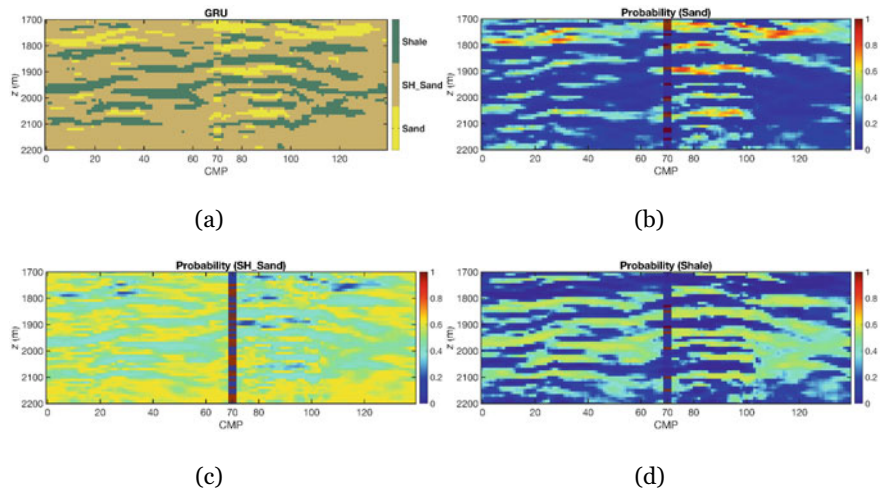 GRU
1700
1800
1900
2000
2100
2200
z (m)
0 20 40 60 70 80 100 120
CMP
Shale
SH_Sand
Sand
(a)
Probability (Sand)
1700
1800
1900
2000
2100
2200
z (m)
0 20 40 60 70 80 100 120
CMP
1
0.8
0.6
0.4
0.2
0
(b)
Probability (SH_Sand)
1700
1800
1900
2000
2100
2200
z (m)
0 20 40 60 70 80 100 120
CMP
1
0.8
0.6
0.4
0.2
0
(c)
Probability (Shale)
1700
1800
1900
2000
2100
2200
z (m)
0 20 40 60 70 80 100 120
CMP
1
0.8
0.6
0.4
0.2
0
(d)